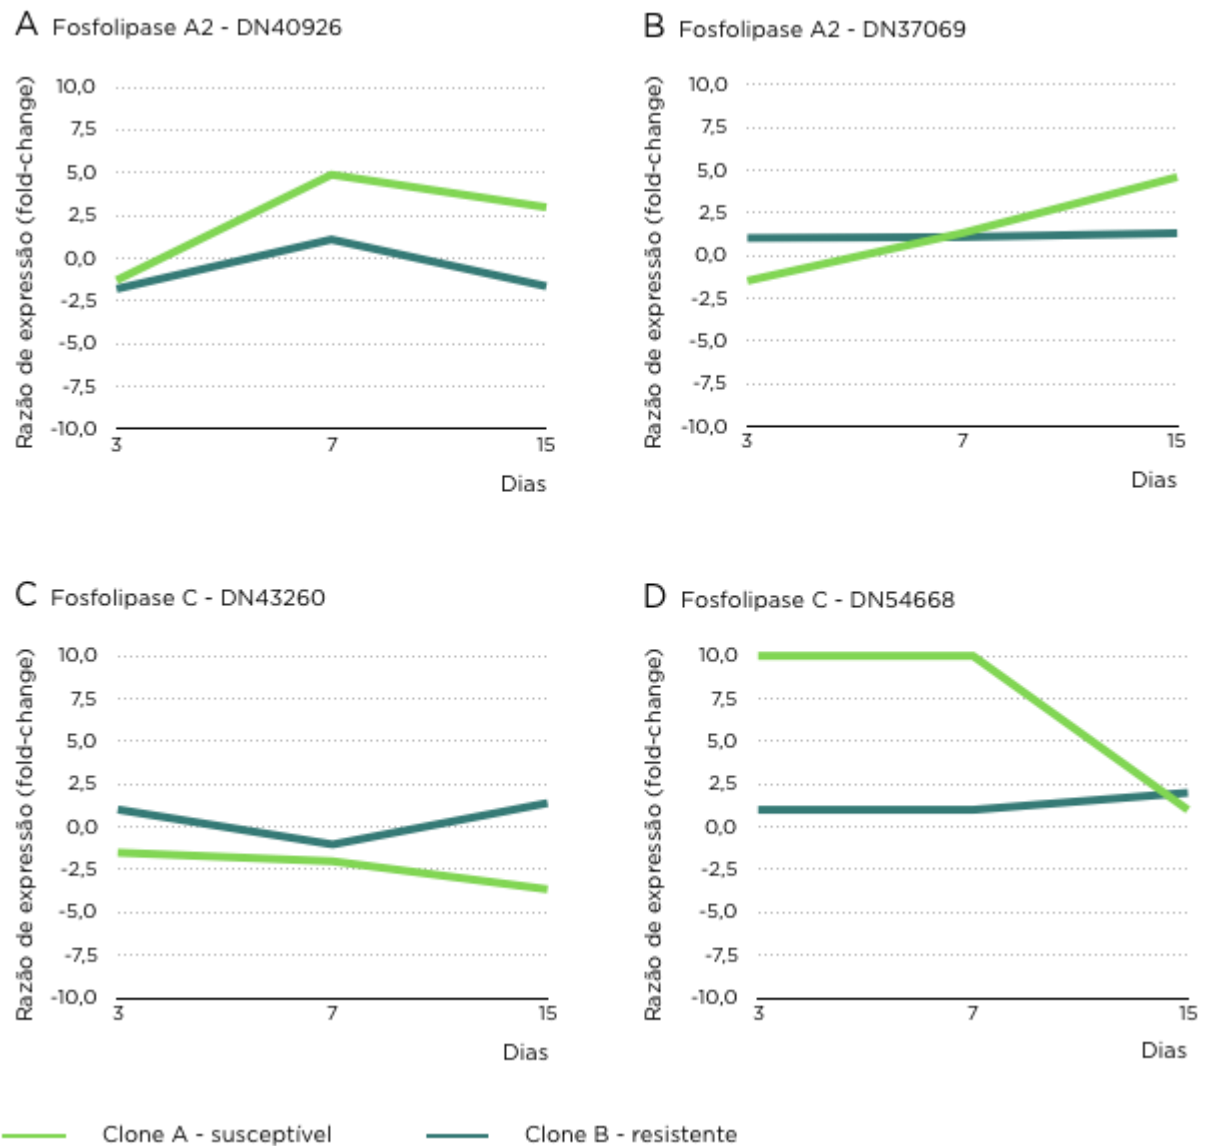 A Fosfolipase A2 - DN40926
Razão de expressão (fold-change)
10,0
7,5
5,0
2,5
0,0
-2,5
-5,0
-7,5
-10,0
3 7 15
Dias
B Fosfolipase A2 - DN37069
Razão de expressão (fold-change)
10,0
7,5
5,0
2,5
0,0
-2,5
-5,0
-7,5
-10,0
3 7 15
Dias
C Fosfolipase C - DN43260
Razão de expressão (fold-change)
10,0
7,5
5,0
2,5
0,0
-2,5
-5,0
-7,5
-10,0
3 7 15
Dias
D Fosfolipase C - DN54668
Razão de expressão (fold-change)
10,0
7,5
5,0
2,5
0,0
-2,5
-5,0
-7,5
-10,0
3 7 15
Dias
Clone A - susceptível Clone B - resistente